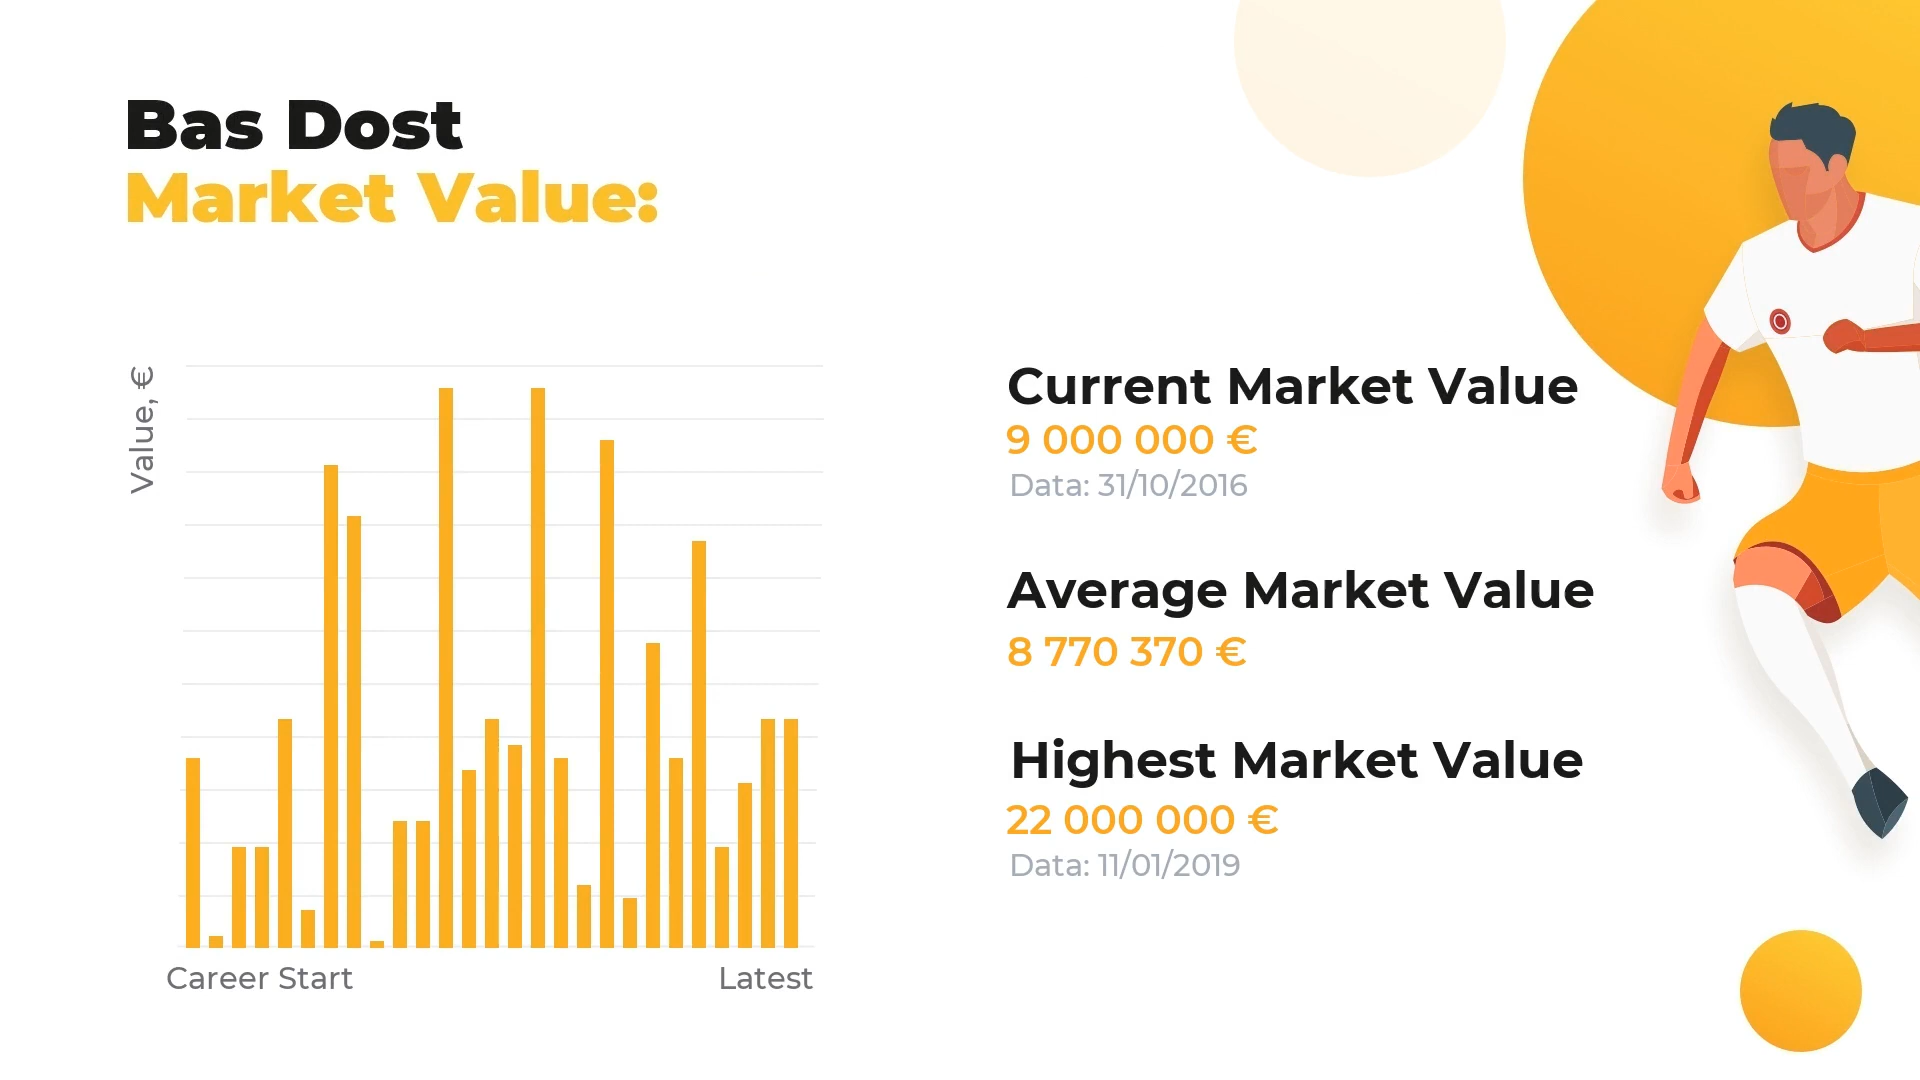 Bas Dost
Market Value:
Value, €
Career Start
Latest
Current Market Value
9 000 000 €
Data: 31/10/2016
Average Market Value
8 770 370 €
Highest Market Value
22 000 000 €
Data: 11/01/2019